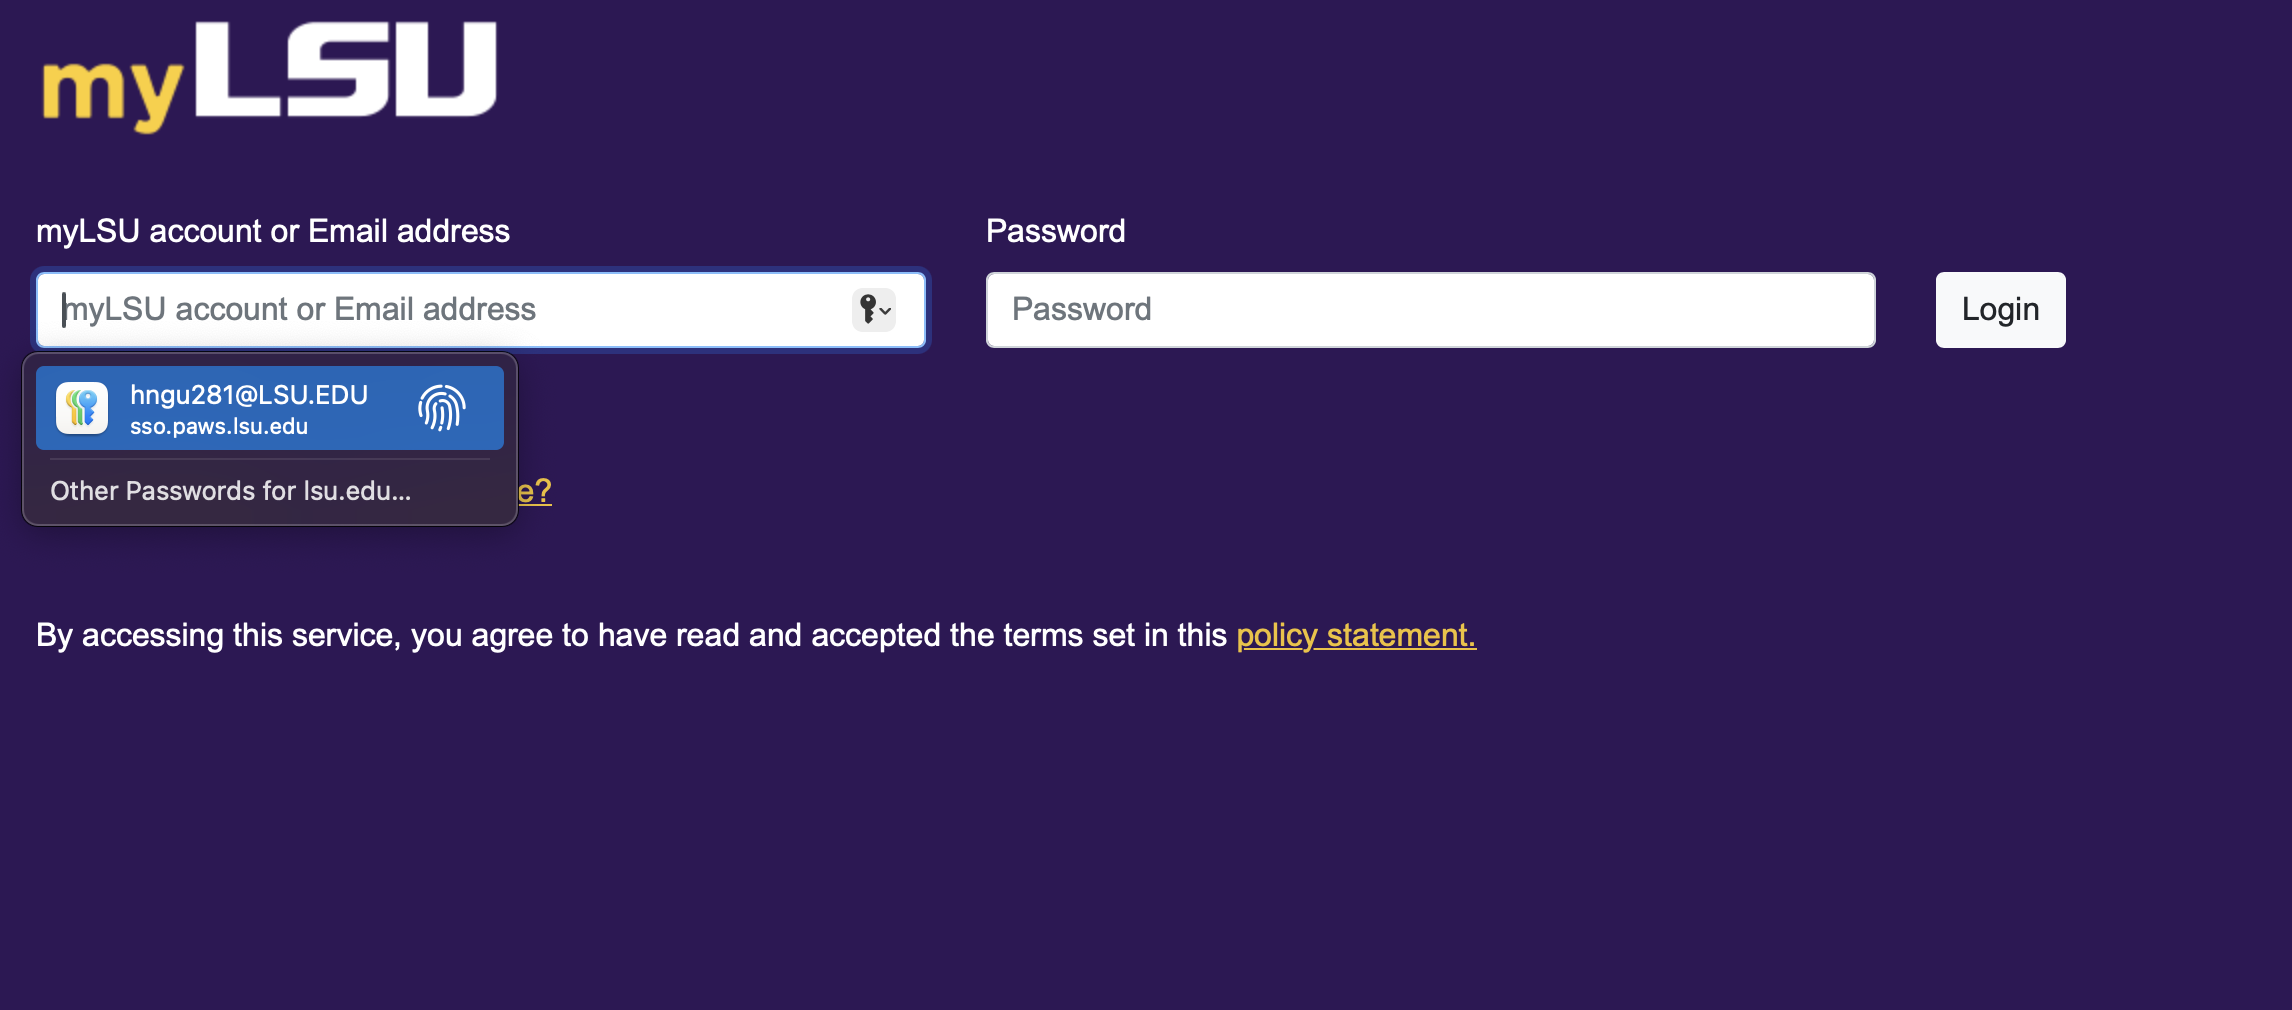 myLSU
myLSU account or Email address
Password
myLSU account or Email address
Password
Login
hngu281@LSU.EDU
sso.paws.lsu.edu
Other Passwords for lsu.edu...
e?
By accessing this service, you agree to have read and accepted the terms set in this policy statement.